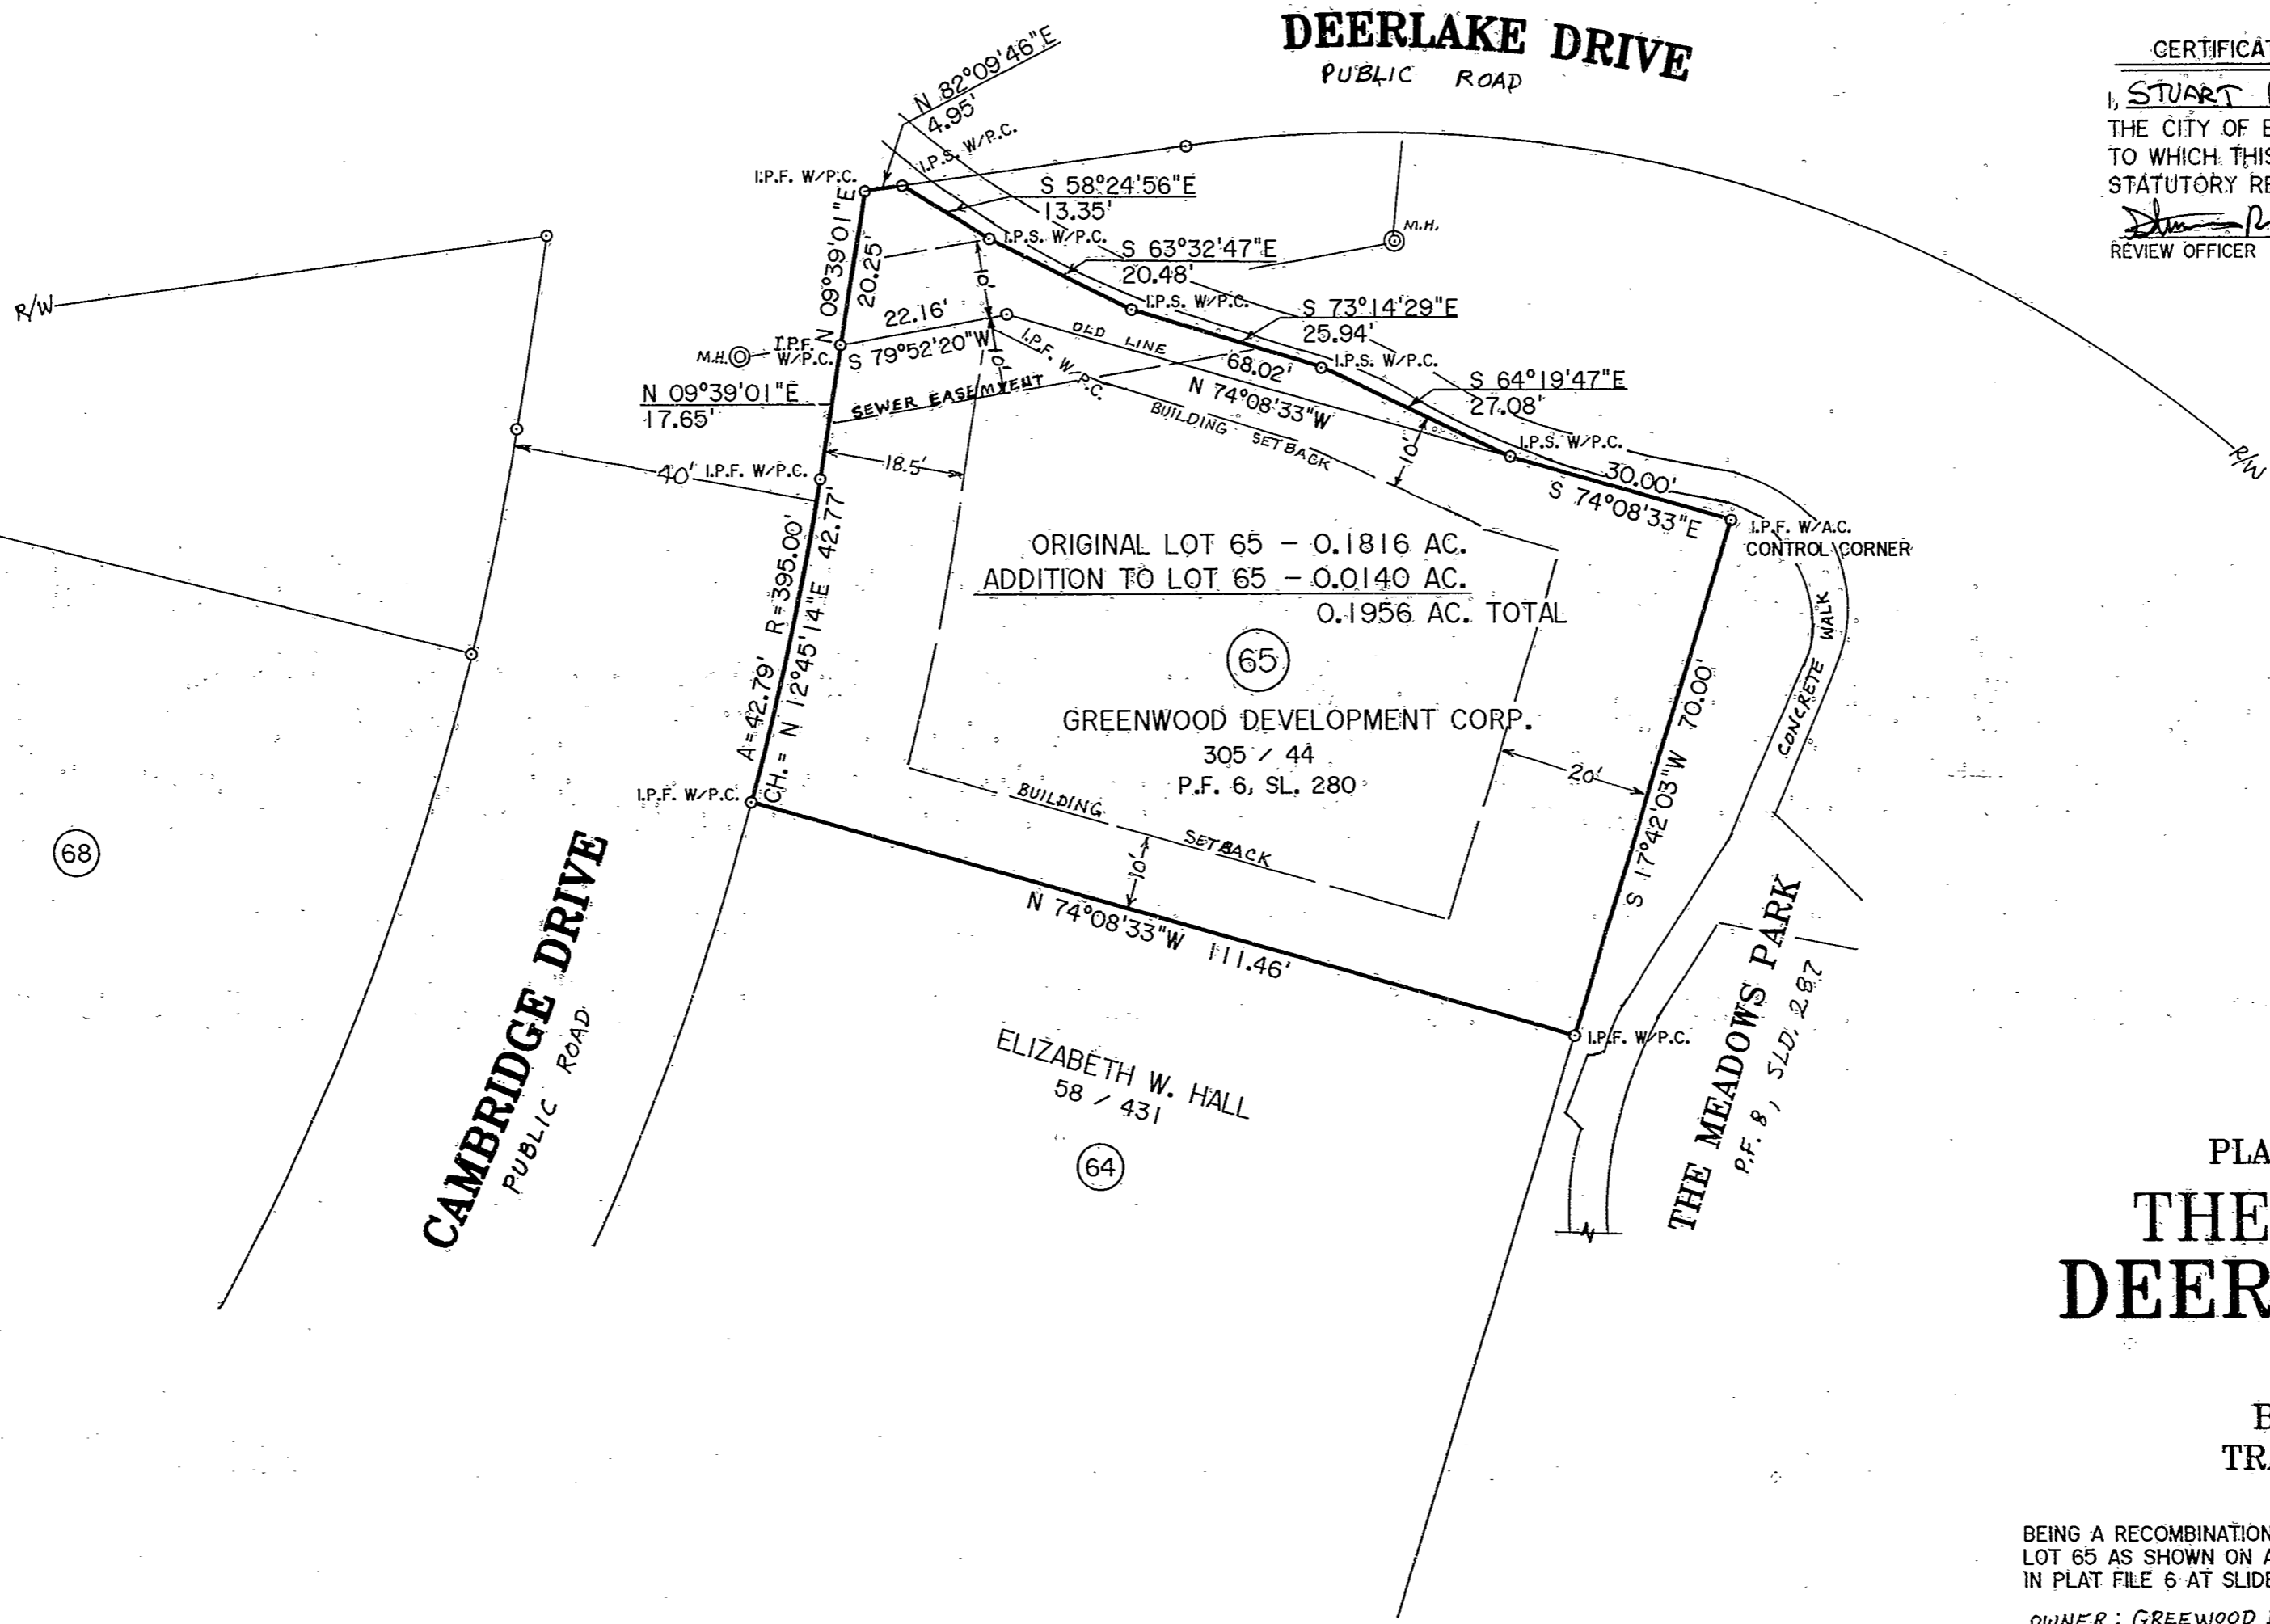 DEERLAKE DRIVE
PUBLIC ROAD
CERTIFICAT
I, STUART
THE CITY OF
TO WHICH THIS
STATUTORY RE
REVIEW OFFICER
N 82°09'46"E
4.95'
I.P.S. W/P.C.
I.P.F. W/P.C.
S 58°24'56"E
13.35'
I.P.S. W/P.C.
M.H.
S 63°32'47"E
20.48'
N 09°39'01"E
20.25'
10'
I.P.S. W/P.C.
S 73°14'29"E
25.94'
R/W
22.16'
S 79°52'20"W
OLD LINE
M.H.
I.P.F.
W/P.C.
I.P.F. W/P.C.
10'
68.02'
N 74°08'33"W
I.P.S. W/P.C.
S 64°19'47"E
27.08'
N 09°39'01"E
17.65'
SEWER EASEMENT
BUILDING SETBACK
10'
I.P.S. W/P.C.
R/W
40'
I.P.F. W/P.C.
18.5'
30.00'
S 74°08'33"E
I.P.F. W/A.C.
CONTROL CORNER
ORIGINAL LOT 65 - 0.1816 AC.
ADDITION TO LOT 65 - 0.0140 AC.
0.1956 AC. TOTAL
65
A=42.79' R=395.00'
CH.= N 12°45'14"E 42.77'
GREENWOOD DEVELOPMENT CORP.
305 / 44
P.F. 6, SL. 280
CONCRETE WALK
S 17°42'03"W 70.00'
20'
I.P.F. W/P.C.
BUILDING SETBACK
10'
68
N 74°08'33"W 111.46'
CAMBRIDGE DRIVE
PUBLIC ROAD
I.P.F. W/P.C.
THE MEADOWS PARK
P.F. 8, SLD. 287
ELIZABETH W. HALL
58 / 431
64
PLA
THE
DEER
TRA
BEING A RECOMBINATION
LOT 65 AS SHOWN ON A
IN PLAT FILE 6 AT SLIDE
OWNER: GREEWOOD